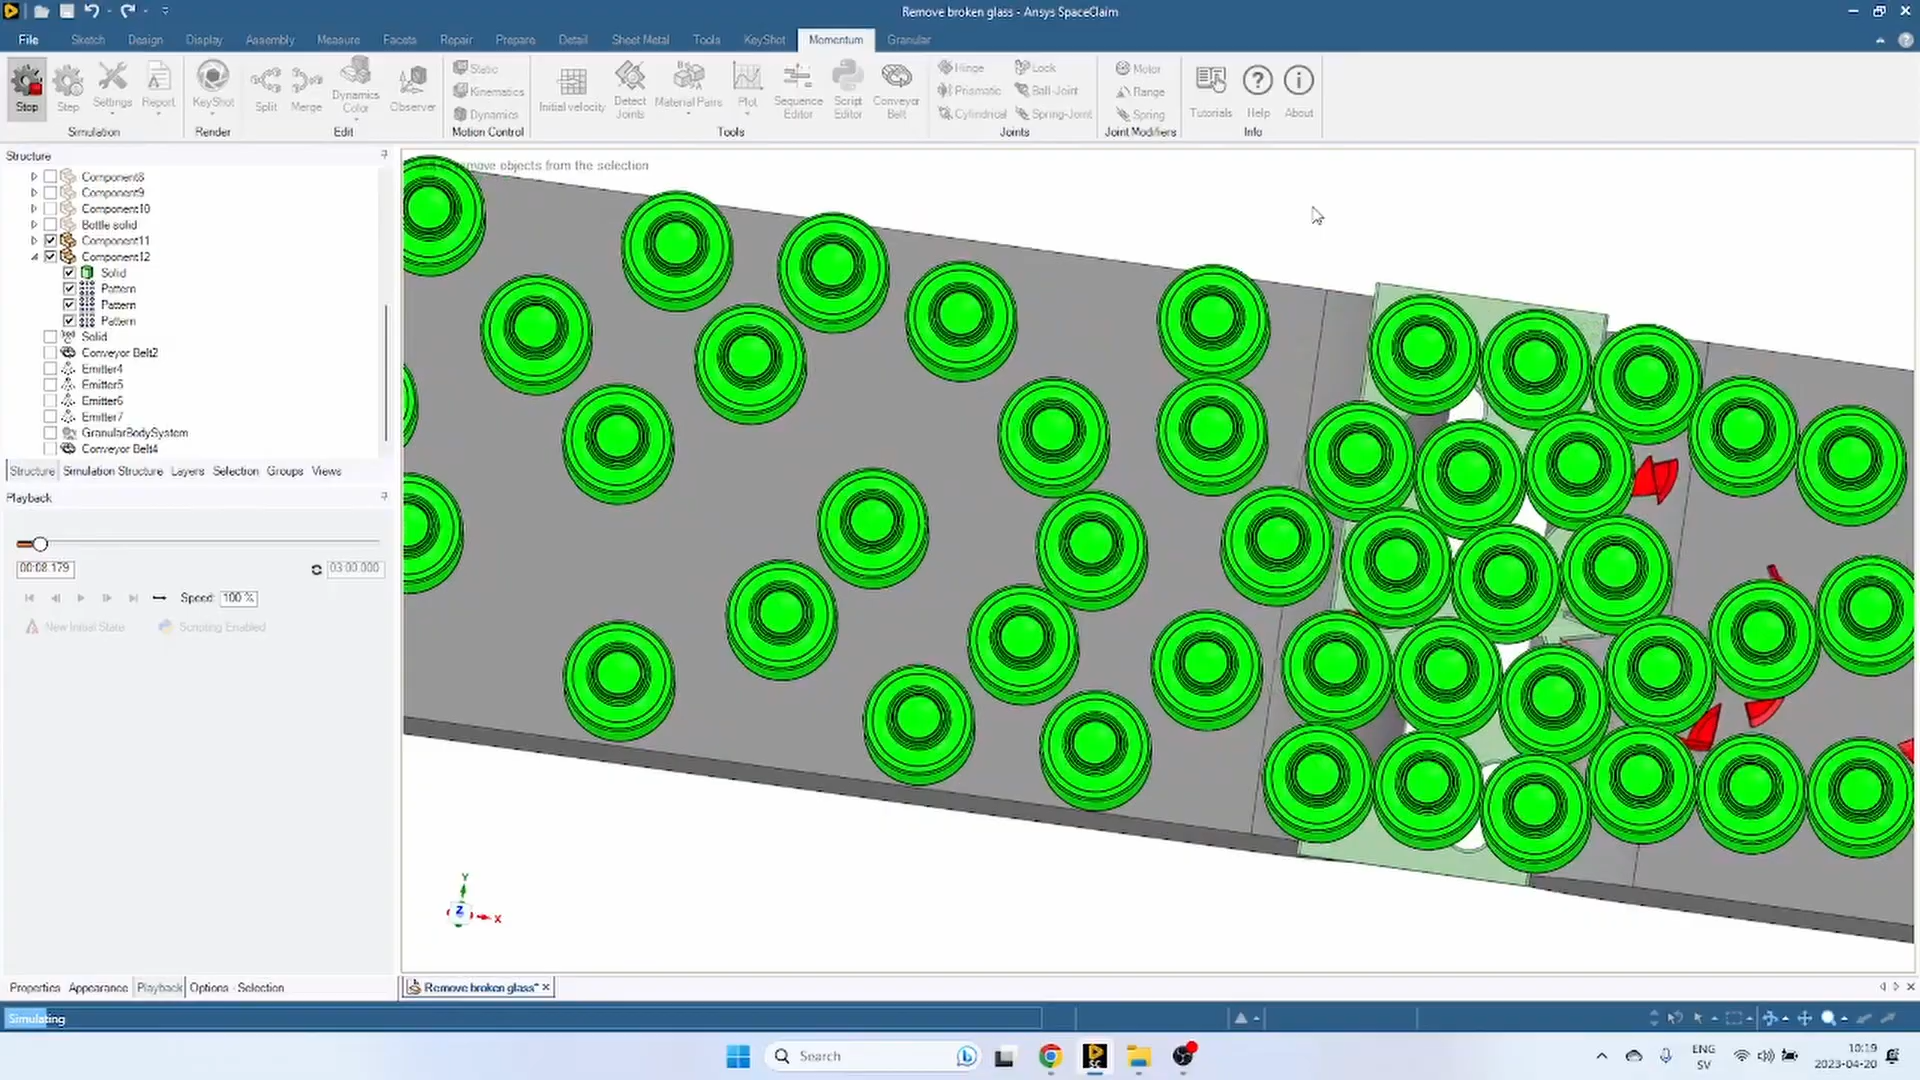 Remove broken glass - Ansys SpaceClaim
File Sketch Design Display Assembly Measure Facets Repair Prepare Detail Sheet Metal Tools KeyShot Momentum Granular
Stop Step Settings Report KeyShot Split Merge Dynamics Color Observer
Static
Kinematics
Dynamics
Initial velocity Detect Joints Material Pairs Plot Sequence Editor Script Editor Conveyor Belt
Hinge Lock
Prismatic Ball-Joint
Cylindrical Spring-Joint
Motor
Range
Spring
Tutorials Help About
Simulation Render Edit Motion Control Tools Joints Joint Modifiers Info
Structure
remove objects from the selection
Component8
Component9
Component10
Bottle solid
Component11
Component12
Solid
Pattern
Pattern
Pattern
Solid
Conveyor Belt2
Emitter4
Emitter5
Emitter6
Emitter7
GranularBodySystem
Conveyor Belt4
Structure Simulation Structure Layers Selection Groups Views
Playback
00:08.179 03:00.000
Speed: 100 %
New Initial State Scripting Enabled
Y
Z
X
Properties Appearance Playback Options - Selection
Remove broken glass*
Simulating
Search
SC
ENG
SV
10:19
2023-04-20